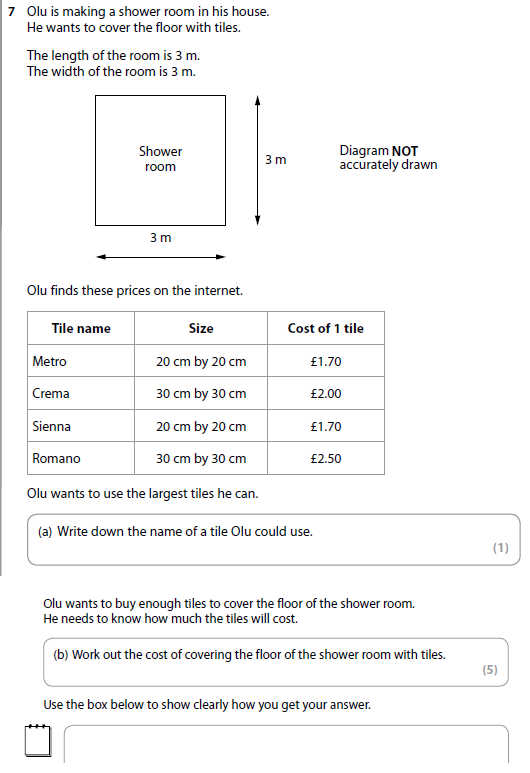 7 Olu is making a shower room in his house.
He wants to cover the floor with tiles.
The length of the room is 3 m.
The width of the room is 3 m.
Shower
room
3 m
Diagram NOT
accurately drawn
3 m
Olu finds these prices on the internet.
Tile name Size Cost of 1 tile
Metro 20 cm by 20 cm £1.70
Crema 30 cm by 30 cm £2.00
Sienna 20 cm by 20 cm £1.70
Romano 30 cm by 30 cm £2.50
Olu wants to use the largest tiles he can.
(a) Write down the name of a tile Olu could use.
(1)
Olu wants to buy enough tiles to cover the floor of the shower room.
He needs to know how much the tiles will cost.
(b) Work out the cost of covering the floor of the shower room with tiles.
(5)
Use the box below to show clearly how you get your answer.